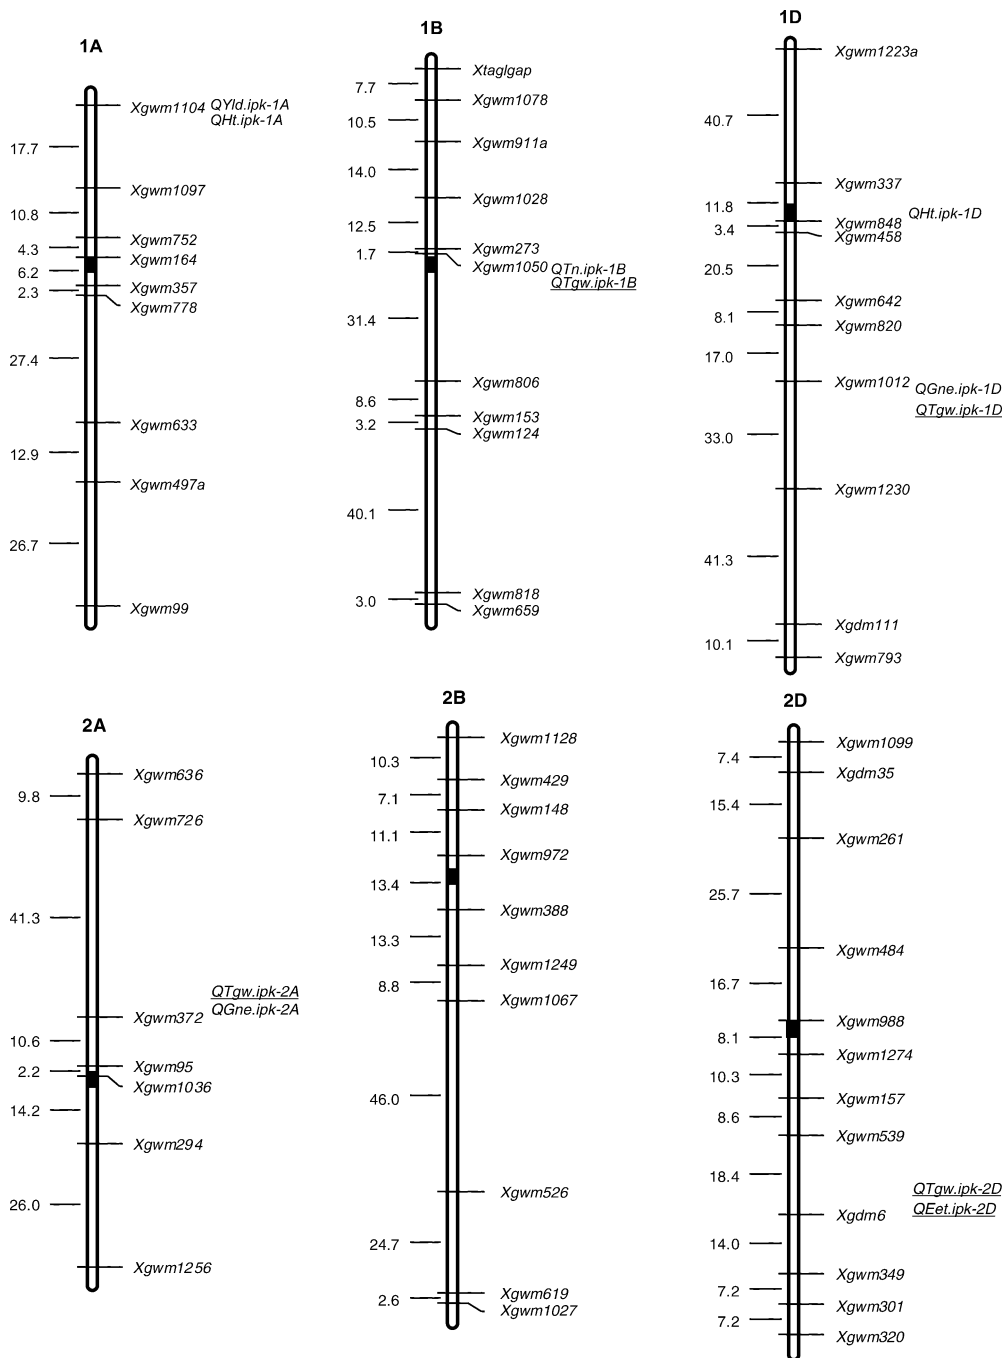 1A
Xgwm1104 QYld.ipk-1A
QHt.ipk-1A
17.7
Xgwm1097
10.8
Xgwm752
4.3
Xgwm164
6.2
Xgwm357
2.3
Xgwm778
27.4
Xgwm633
12.9
Xgwm497a
26.7
Xgwm99
1B
Xtaglgap
7.7
Xgwm1078
10.5
Xgwm911a
14.0
Xgwm1028
12.5
Xgwm273
1.7
Xgwm1050 QTn.ipk-1B
QTgw.ipk-1B
31.4
Xgwm806
8.6
Xgwm153
3.2
Xgwm124
40.1
Xgwm818
3.0
Xgwm659
1D
Xgwm1223a
40.7
Xgwm337
11.8
QHt.ipk-1D
Xgwm848
3.4
Xgwm458
20.5
Xgwm642
8.1
Xgwm820
17.0
Xgwm1012 QGne.ipk-1D
QTgw.ipk-1D
33.0
Xgwm1230
41.3
Xgdm111
10.1
Xgwm793
2A
Xgwm636
9.8
Xgwm726
41.3
QTgw.ipk-2A
Xgwm372 QGne.ipk-2A
10.6
Xgwm95
2.2
Xgwm1036
14.2
Xgwm294
26.0
Xgwm1256
2B
Xgwm1128
10.3
Xgwm429
7.1
Xgwm148
11.1
Xgwm972
13.4
Xgwm388
13.3
Xgwm1249
8.8
Xgwm1067
46.0
Xgwm526
24.7
Xgwm619
2.6
Xgwm1027
2D
Xgwm1099
7.4
Xgdm35
15.4
Xgwm261
25.7
Xgwm484
16.7
Xgwm988
8.1
Xgwm1274
10.3
Xgwm157
8.6
Xgwm539
18.4
QTgw.ipk-2D
QEet.ipk-2D
Xgdm6
14.0
Xgwm349
7.2
Xgwm301
7.2
Xgwm320